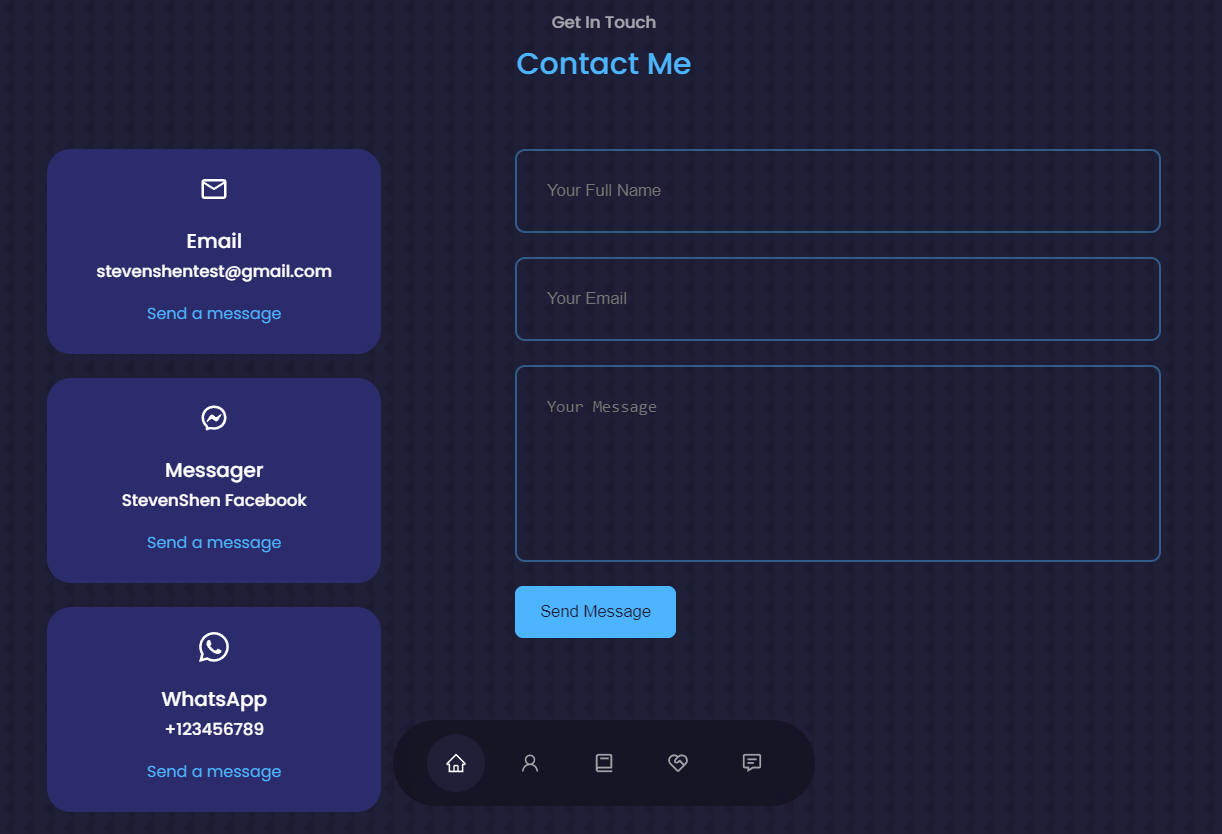 Get In Touch
Contact Me
Email
stevenshentest@gmail.com
Send a message
Messager
StevenShen Facebook
Send a message
WhatsApp
+123456789
Send a message
Your Full Name
Your Email
Your Message
Send Message